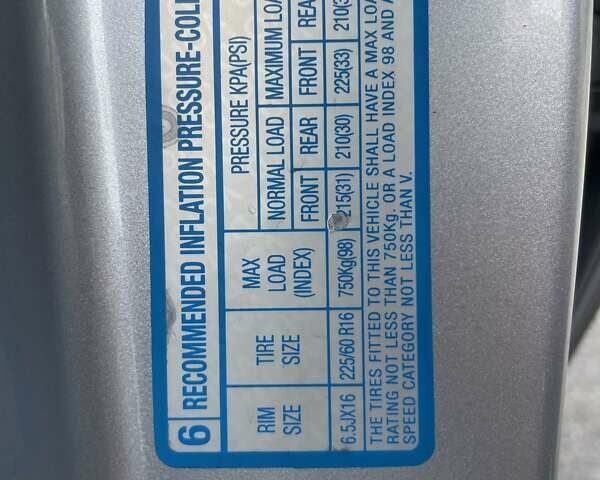 6 RECOMMENDED INFLATION PRESSURE-COL
RIM SIZE TIRE SIZE MAX LOAD (INDEX) PRESSURE KPA(PSI)
NORMAL LOAD MAXIMUM LOA
FRONT REAR FRONT REA
6.5JX16 225/60 R16 750Kg(98) 215(31) 210(30) 225(33) 210(3
THE TIRES FITTED TO THIS VEHICLE SHALL HAVE A MAX LOA
RATING NOT LESS THAN 750Kg. OR A LOAD INDEX 98 AND A
SPEED CATEGORY NOT LESS THAN V.